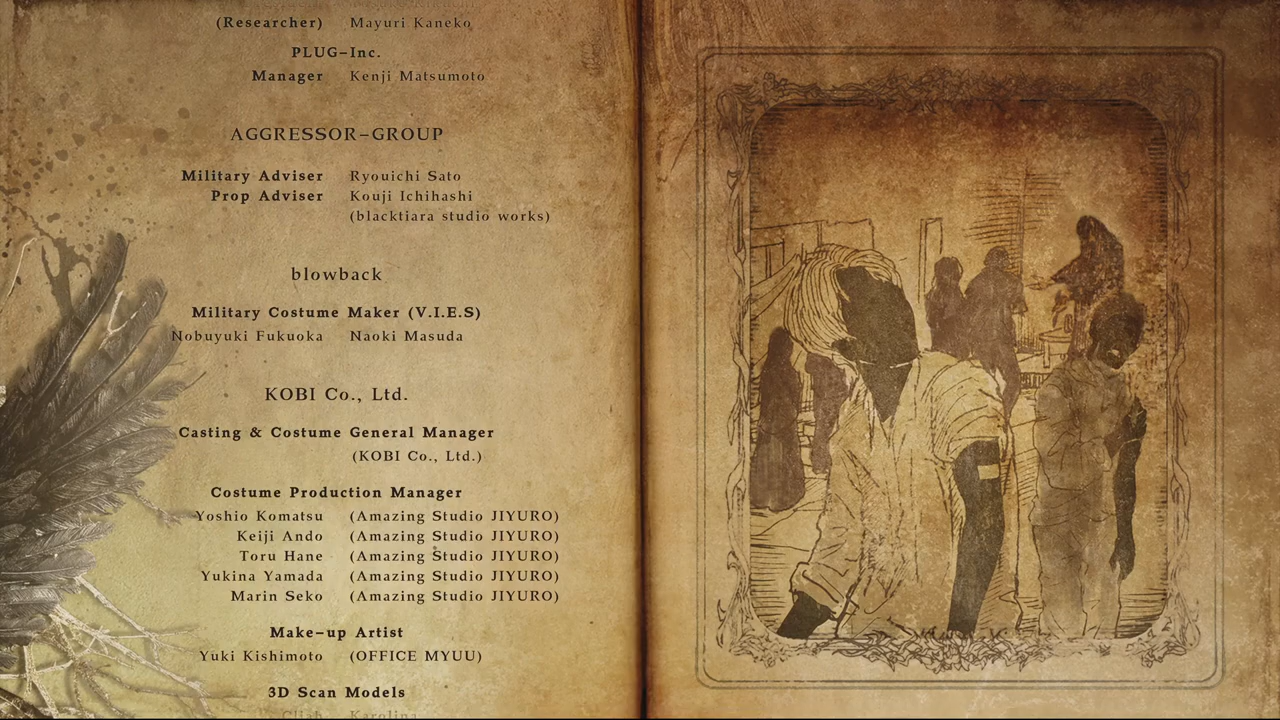 (Researcher) Mayuri Kaneko
PLUG-Inc.
Manager Kenji Matsumoto
AGGRESSOR-GROUP
Military Adviser Ryouichi Sato
Prop Adviser Kouji Ichihashi
(blacktiara studio works)
blowback
Military Costume Maker (V.I.E.S)
Nobuyuki Fukuoka Naoki Masuda
KOBI Co., Ltd.
Casting & Costume General Manager
(KOBI Co., Ltd.)
Costume Production Manager
Yoshio Komatsu (Amazing Studio JIYURO)
Keiji Ando (Amazing Studio JIYURO)
Toru Hane (Amazing Studio JIYURO)
Yukina Yamada (Amazing Studio JIYURO)
Marin Seko (Amazing Studio JIYURO)
Make-up Artist
Yuki Kishimoto (OFFICE MYUU)
3D Scan Models
Karolina